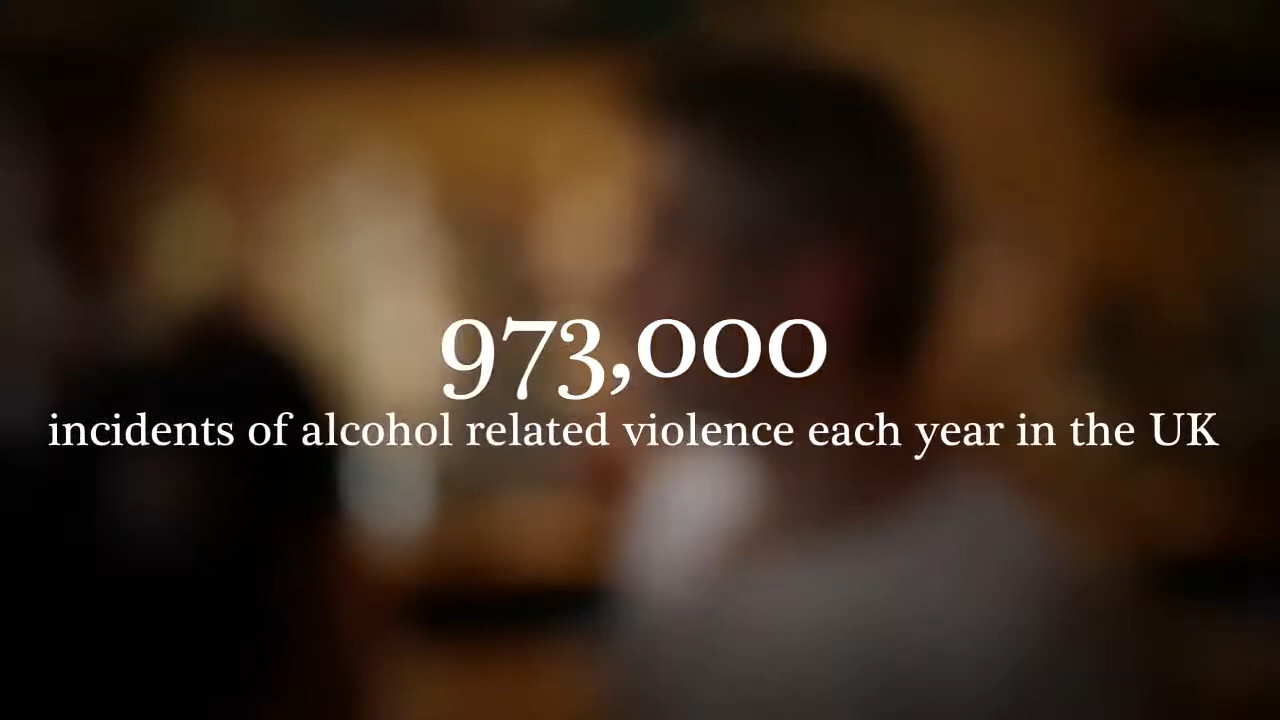 973,000
incidents of alcohol related violence each year in the UK